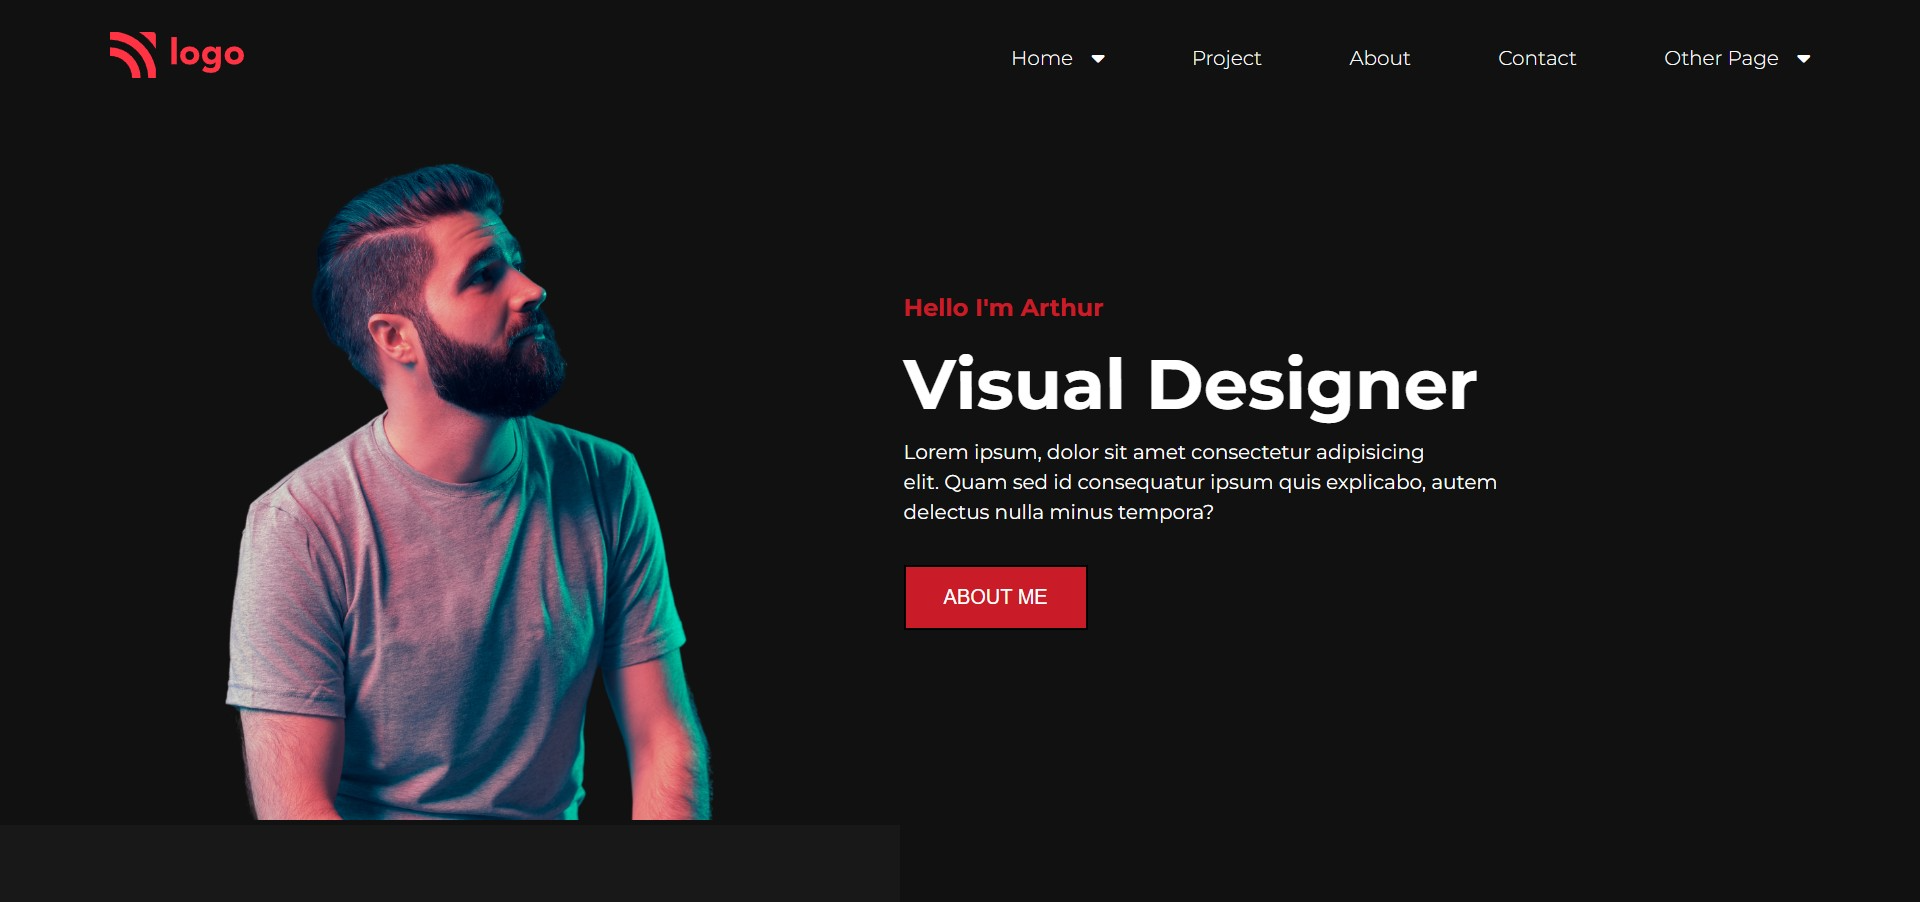 logo
Home
Project
About
Contact
Other Page
Hello I'm Arthur
Visual Designer
Lorem ipsum, dolor sit amet consectetur adipisicing
elit. Quam sed id consequatur ipsum quis explicabo, autem
delectus nulla minus tempora?
ABOUT ME